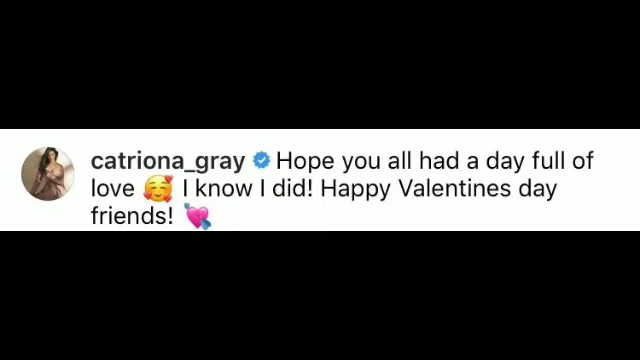 catriona_gray Hope you all had a day full of
love 🥰 I know I did! Happy Valentines day
friends! 💘